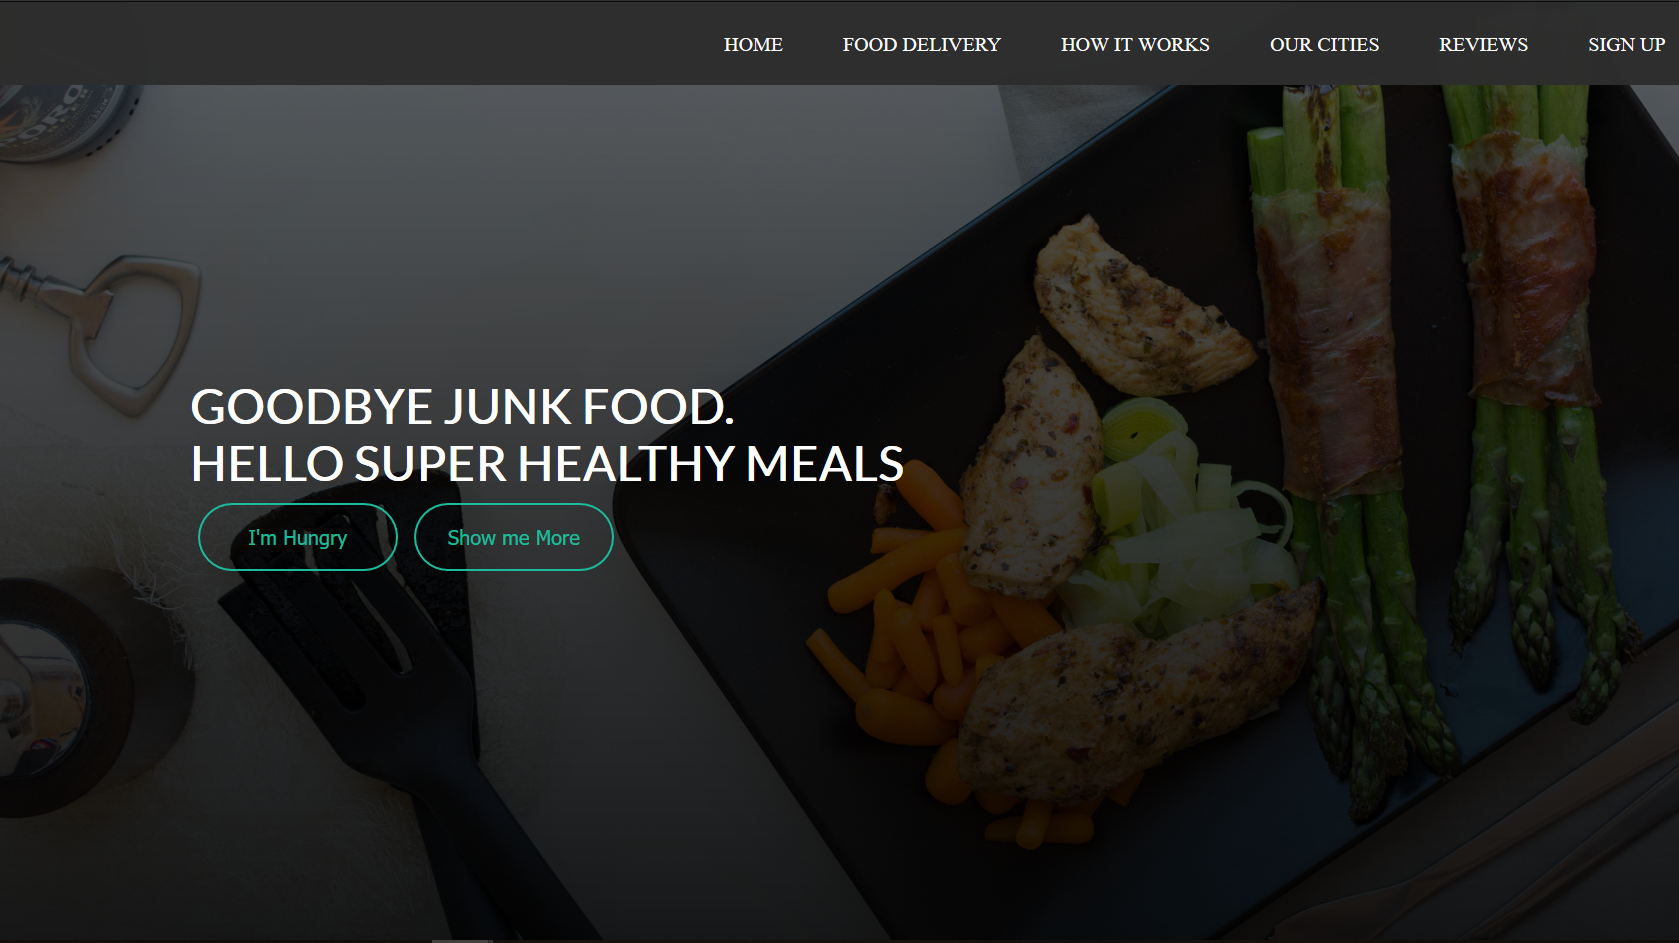 HOME FOOD DELIVERY HOW IT WORKS OUR CITIES REVIEWS SIGN UP
GOODBYE JUNK FOOD.
HELLO SUPER HEALTHY MEALS
I'm Hungry Show me More